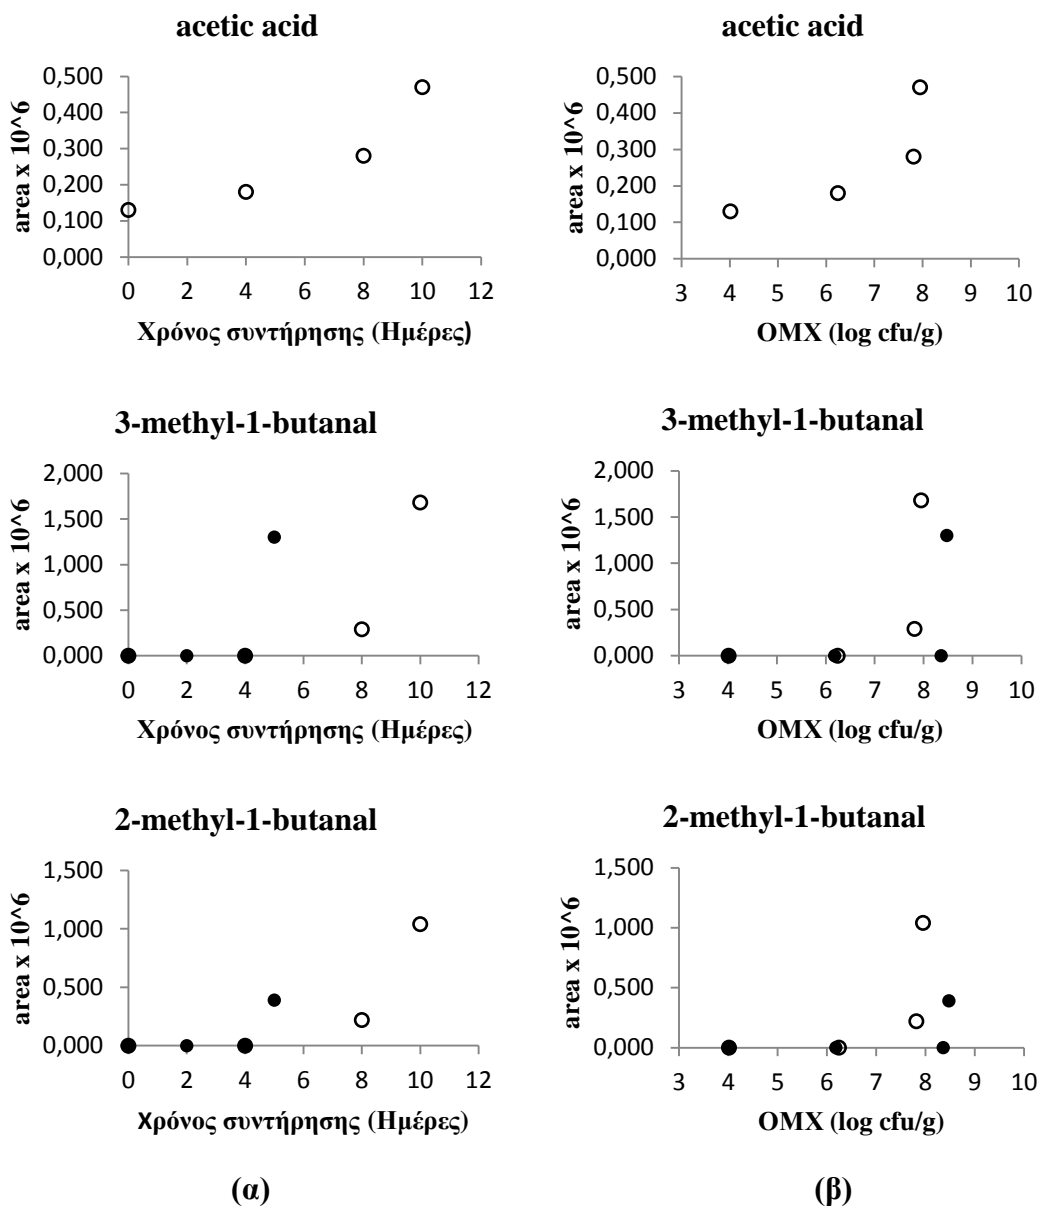 acetic acid
area x 10^6
0,500
0,400
0,300
0,200
0,100
0,000
0 2 4 6 8 10 12
Χρόνος συντήρησης (Ημέρες)
acetic acid
area x 10^6
0,500
0,400
0,300
0,200
0,100
0,000
3 4 5 6 7 8 9 10
ΟΜΧ (log cfu/g)
3-methyl-1-butanal
area x 10^6
2,000
1,500
1,000
0,500
0,000
0 2 4 6 8 10 12
Χρόνος συντήρησης (Ημέρες)
3-methyl-1-butanal
area x 10^6
2,000
1,500
1,000
0,500
0,000
3 4 5 6 7 8 9 10
ΟΜΧ (log cfu/g)
2-methyl-1-butanal
area x 10^6
1,500
1,000
0,500
0,000
0 2 4 6 8 10 12
Χρόνος συντήρησης (Ημέρες)
2-methyl-1-butanal
area x 10^6
1,500
1,000
0,500
0,000
3 4 5 6 7 8 9 10
ΟΜΧ (log cfu/g)
(α)
(β)